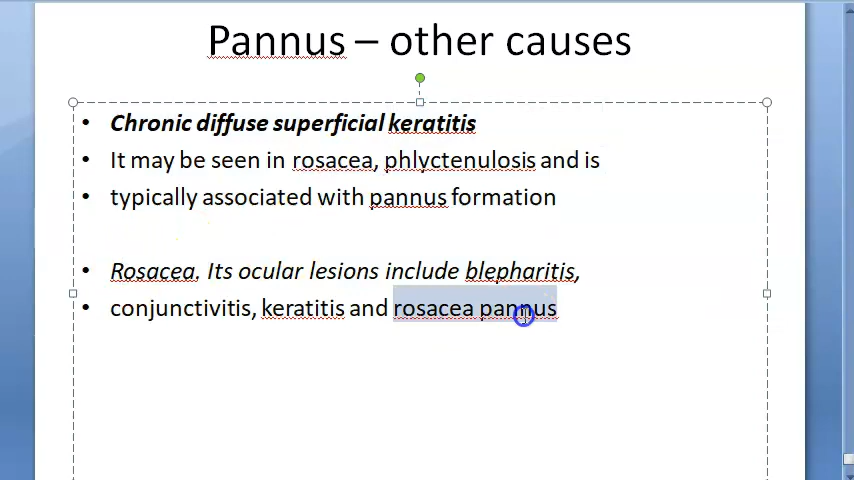 Pannus – other causes
• Chronic diffuse superficial keratitis
• It may be seen in rosacea, phlyctenulosis and is
• typically associated with pannus formation
• Rosacea. Its ocular lesions include blepharitis,
• conjunctivitis, keratitis and rosacea pannus